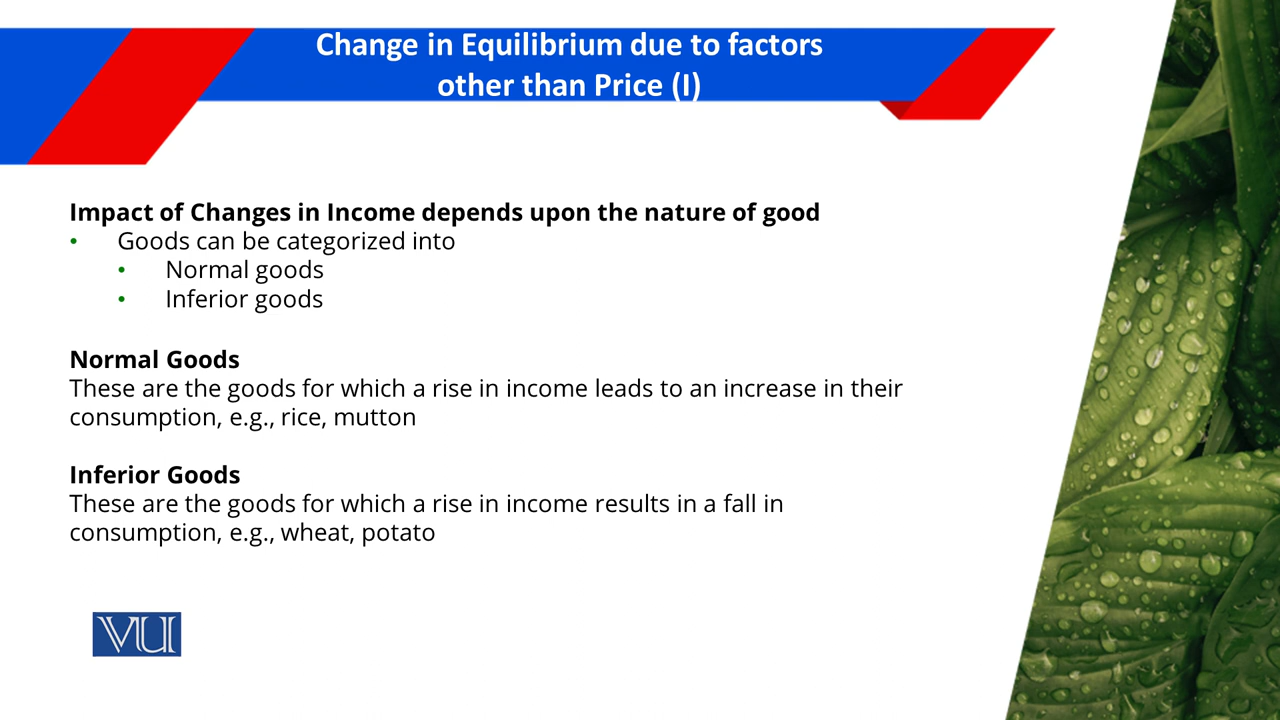 Change in Equilibrium due to factors
other than Price (I)
Impact of Changes in Income depends upon the nature of good
• Goods can be categorized into
• Normal goods
• Inferior goods
Normal Goods
These are the goods for which a rise in income leads to an increase in their
consumption, e.g., rice, mutton
Inferior Goods
These are the goods for which a rise in income results in a fall in
consumption, e.g., wheat, potato
VU